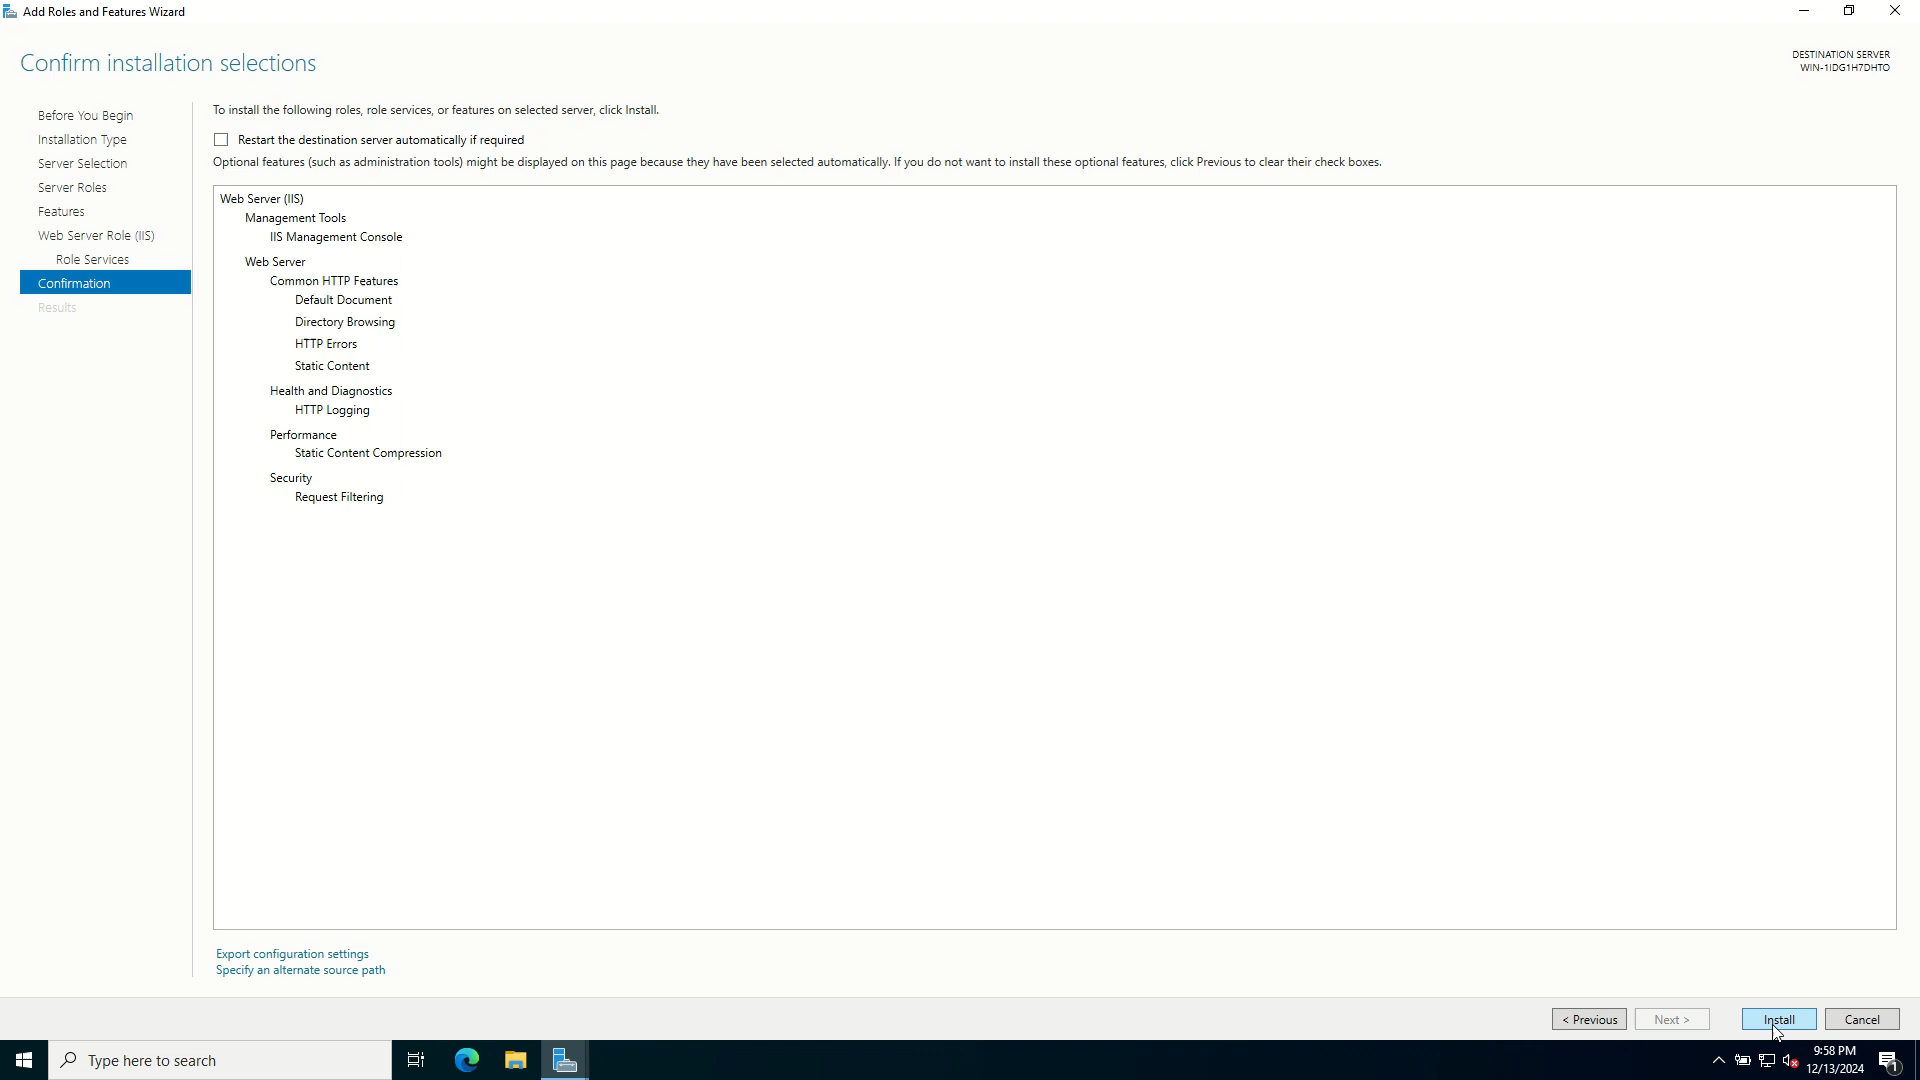 Add Roles and Features Wizard
Confirm installation selections
DESTINATION SERVER
WIN-1IDG1H7DHTO
Before You Begin
Installation Type
Server Selection
Server Roles
Features
Web Server Role (IIS)
Role Services
Confirmation
Results
To install the following roles, role services, or features on selected server, click Install.
Restart the destination server automatically if required
Optional features (such as administration tools) might be displayed on this page because they have been selected automatically. If you do not want to install these optional features, click Previous to clear their check boxes.
Web Server (IIS)
Management Tools
IIS Management Console
Web Server
Common HTTP Features
Default Document
Directory Browsing
HTTP Errors
Static Content
Health and Diagnostics
HTTP Logging
Performance
Static Content Compression
Security
Request Filtering
Export configuration settings
Specify an alternate source path
< Previous
Next >
Install
Cancel
Type here to search
9:58 PM
12/13/2024
1